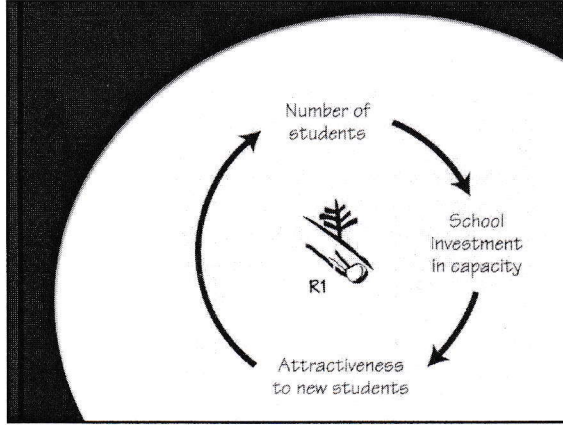 Number of
students
School
investment
in capacity
R1
Attractiveness
to new students